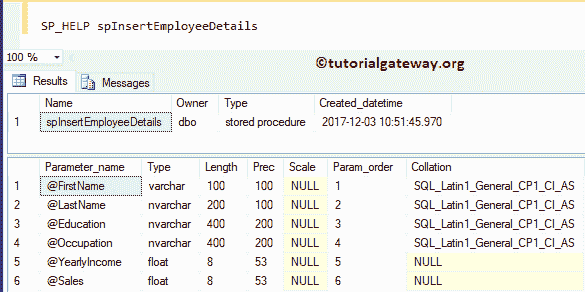 SP_HELP spInsertEmployeeDetails
100 %
©tutorialgateway.org
Results Messages
Name Owner Type Created_datetime
1 spInsertEmployeeDetails dbo stored procedure 2017-12-03 10:51:45.970
Parameter_name Type Length Prec Scale Param_order Collation
1 @FirstName varchar 100 100 NULL 1 SQL_Latin1_General_CP1_CI_AS
2 @LastName nvarchar 200 100 NULL 2 SQL_Latin1_General_CP1_CI_AS
3 @Education nvarchar 400 200 NULL 3 SQL_Latin1_General_CP1_CI_AS
4 @Occupation nvarchar 400 200 NULL 4 SQL_Latin1_General_CP1_CI_AS
5 @YearlyIncome float 8 53 NULL 5 NULL
6 @Sales float 8 53 NULL 6 NULL